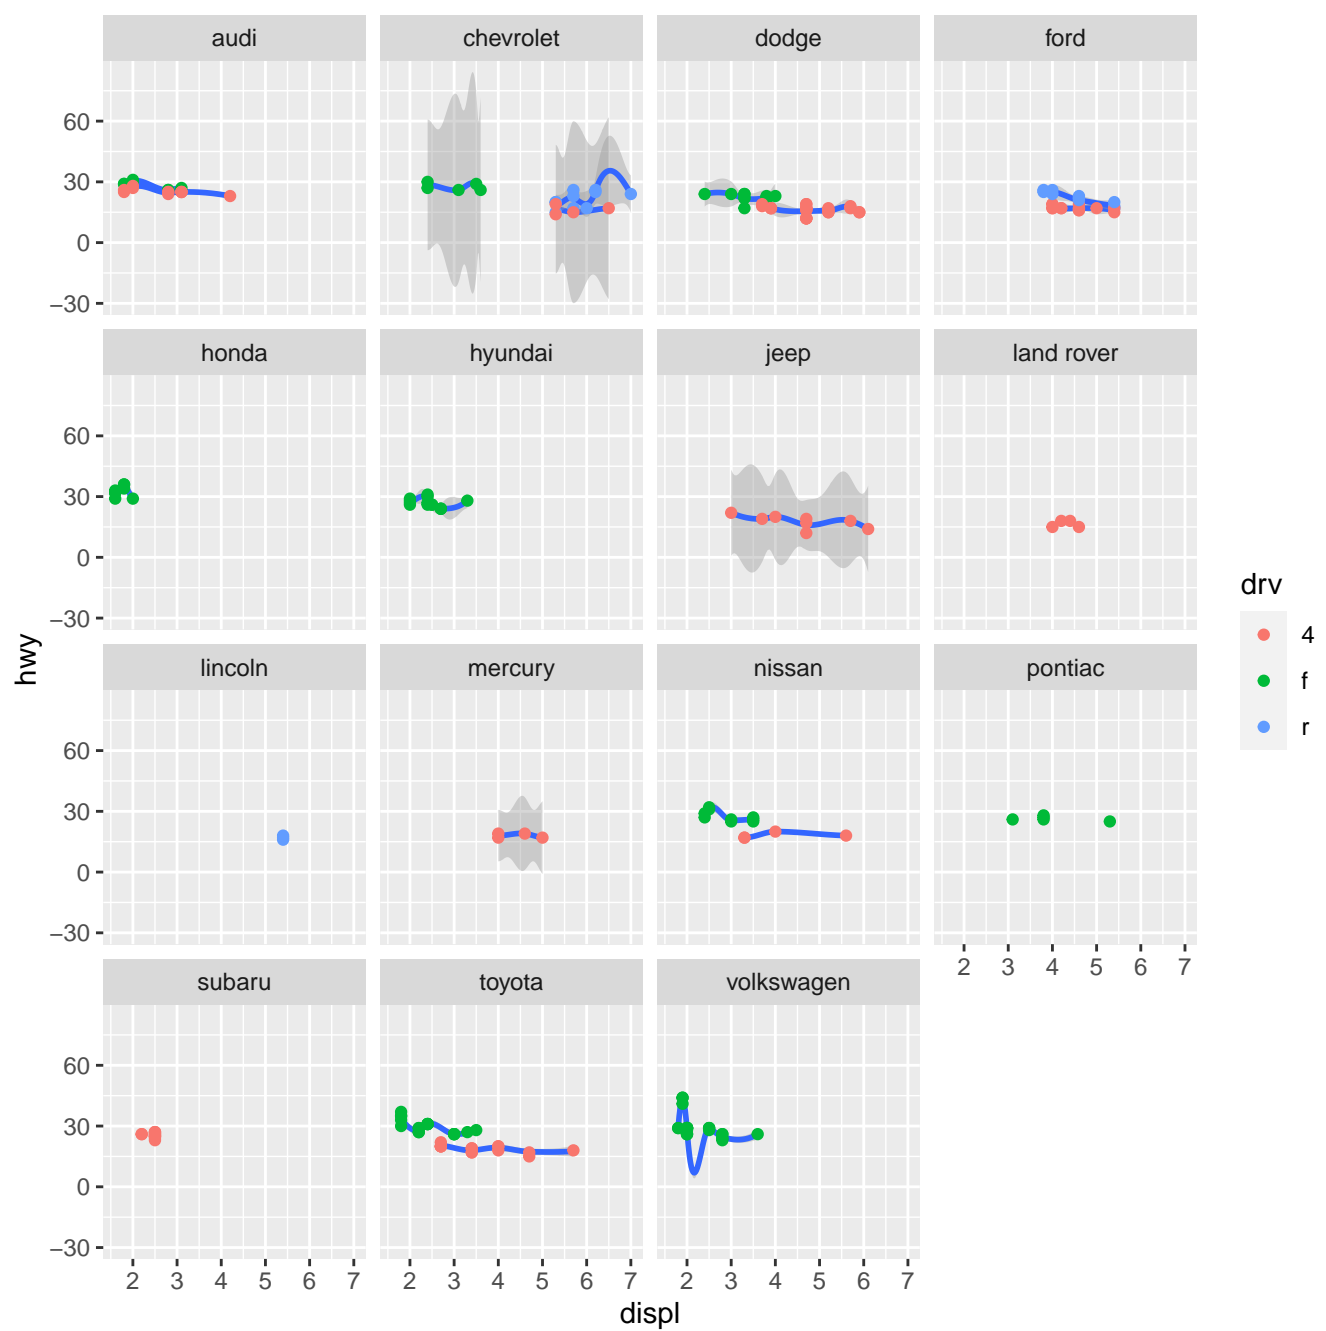 audi chevrolet dodge ford
60
30
0
−30
honda hyundai jeep land rover
60
30
0
−30
lincoln mercury nissan pontiac
60
30
0
−30
2 3 4 5 6 7
subaru toyota volkswagen
60
30
0
−30
2 3 4 5 6 7 2 3 4 5 6 7 2 3 4 5 6 7
displ
hwy
drv
4
f
r